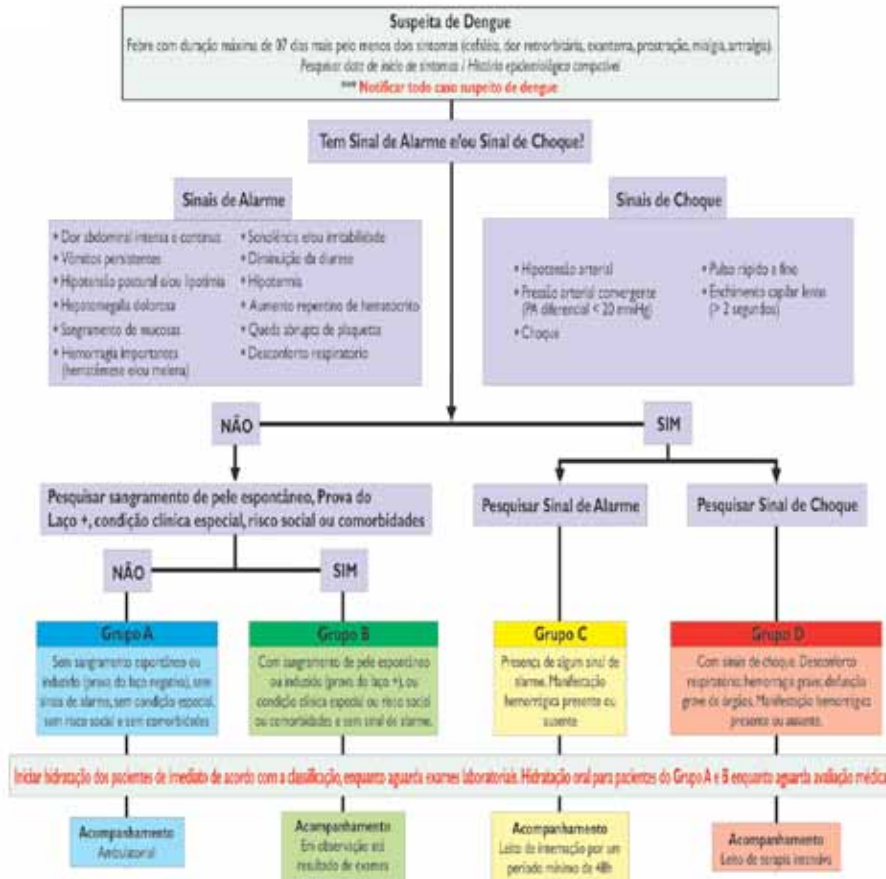 Suspeita de Dengue
Febre com duração máxima de 07 dias mais pelo menos dois sintomas (cefaléia, dor retrorbitária, exantema, prostração, mialgia, artralgia).
Pesquisar data de início de sintomas / História epidemiológica compatível
*** Notificar todo caso suspeito de dengue
Tem Sinal de Alarme e/ou Sinal de Choque?
Sinais de Alarme
• Dor abdominal intensa e contínua
• Vômitos persistentes
• Hipotensão postural e/ou lipotímia
• Hepatomegalia dolorosa
• Sangramento de mucosas
• Hemorragia importantes
(hematêmese e/ou melena)
• Sonolência e/ou irritabilidade
• Diminuição da diurese
• Hipotermia
• Aumento repentino de hematócrito
• Queda abrupta de plaquetas
• Desconforto respiratório
Sinais de Choque
• Hipotensão arterial
• Pressão arterial convergente
(PA diferencial < 20 mmHg)
• Choque
• Pulso rápido e fino
• Enchimento capilar lento
(> 2 segundos)
NÃO
SIM
Pesquisar sangramento de pele espontâneo, Prova do
Laço +, condição clínica especial, risco social ou comorbidades
Pesquisar Sinal de Alarme
Pesquisar Sinal de Choque
NÃO
SIM
Grupo A
Sem sangramento espontâneo ou
induzido (prova do laço negativo), sem
sinais de alarme, sem condição especial,
sem risco social e sem comorbidades
Grupo B
Com sangramento de pele espontâneo
ou induzido (prova do laço +), ou
condição clínica especial ou risco social
ou comorbidades e sem sinal de alarme.
Grupo C
Presença de algum sinal de
alarme. Manifestação
hemorrágica presente ou
ausente
Grupo D
Com sinais de choque. Desconforto
respiratório; hemorragia grave; disfunção
grave de órgãos. Manifestação hemorrágica
presente ou ausente.
Iniciar hidratação dos pacientes de imediato de acordo com a classificação, enquanto aguarda exames laboratoriais. Hidratação oral para pacientes do Grupo A e B enquanto aguarda avaliação médica
Acompanhamento
Ambulatorial
Acompanhamento
Em observação até
resultado de exames
Acompanhamento
Leito de internação por um
período mínimo de 48h
Acompanhamento
Leito de terapia intensiva